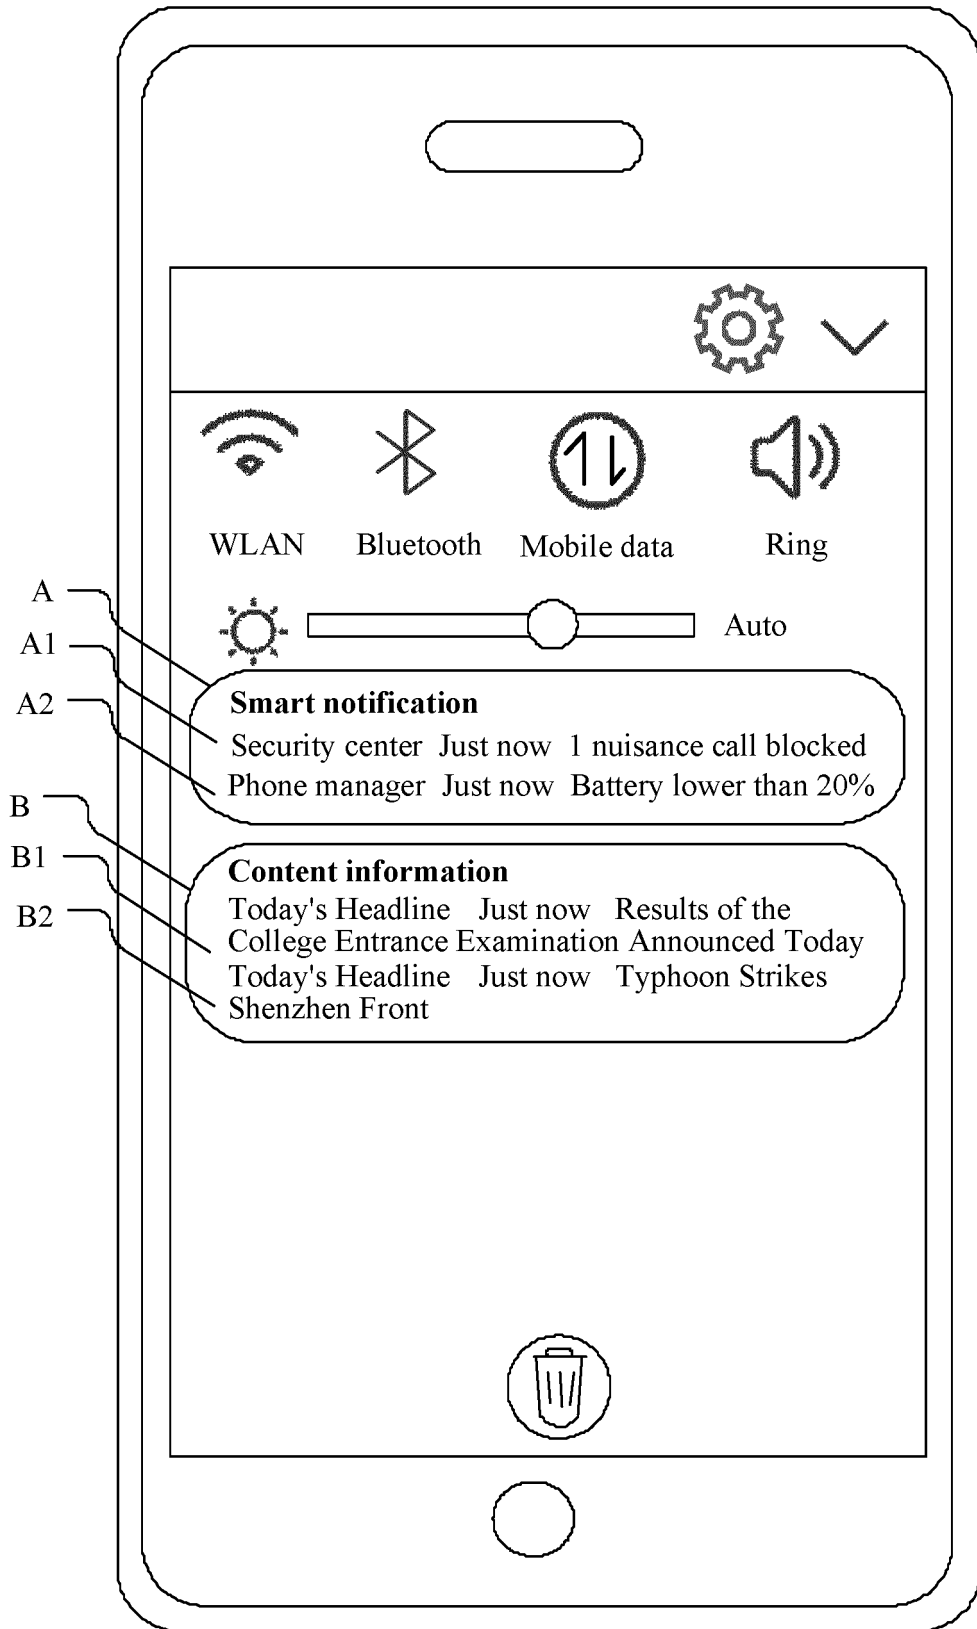 WLAN Bluetooth Mobile data Ring
A
Auto
A1
A2
Smart notification
Security center Just now 1 nuisance call blocked
Phone manager Just now Battery lower than 20%
B
B1
B2
Content information
Today's Headline Just now Results of the
College Entrance Examination Announced Today
Today's Headline Just now Typhoon Strikes
Shenzhen Front